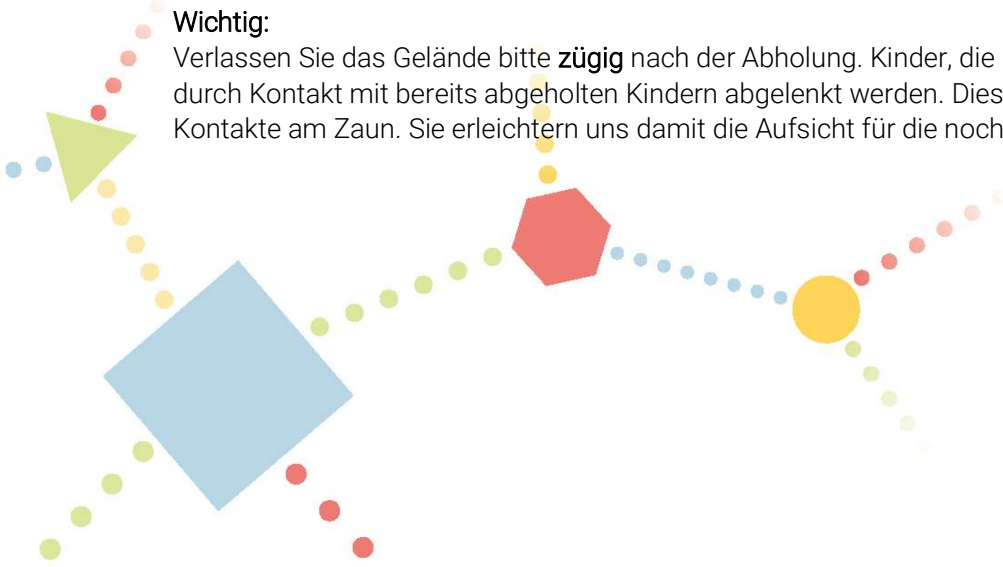 Wichtig:
Verlassen Sie das Gelände bitte zügig nach der Abholung. Kinder, die
durch Kontakt mit bereits abgeholten Kindern abgelenkt werden. Dies
Kontakte am Zaun. Sie erleichtern uns damit die Aufsicht für die noch